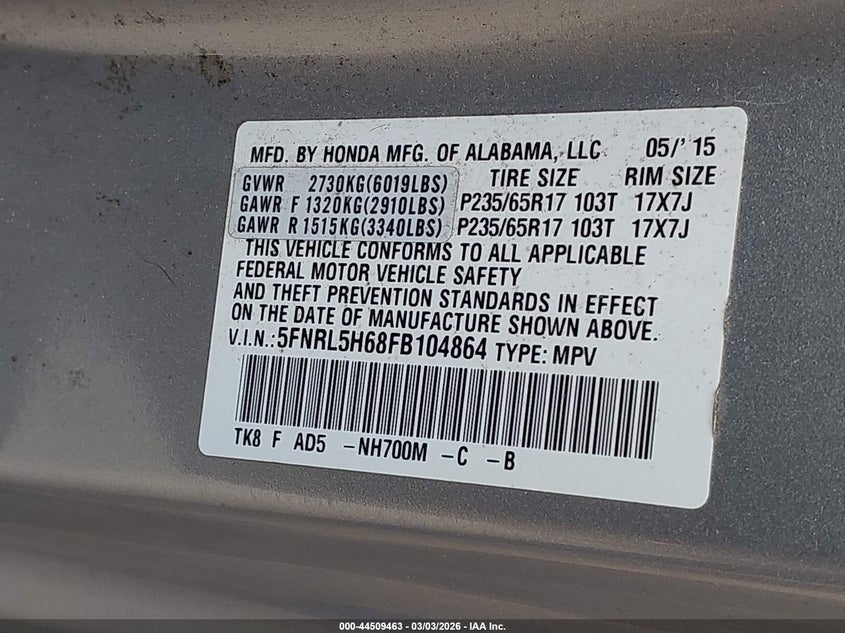 MFD. BY HONDA MFG. OF ALABAMA, LLC 05/'15
GVWR 2730KG(6019LBS) TIRE SIZE RIM SIZE
GAWR F 1320KG(2910LBS) P235/65R17 103T 17X7J
GAWR R 1515KG(3340LBS) P235/65R17 103T 17X7J
THIS VEHICLE CONFORMS TO ALL APPLICABLE
FEDERAL MOTOR VEHICLE SAFETY
AND THEFT PREVENTION STANDARDS IN EFFECT
ON THE DATE OF MANUFACTURE SHOWN ABOVE.
V.I.N.: 5FNRL5H68FB104864 TYPE: MPV
TK8 F AD5 -NH700M -C -B
000-44509463 - 03/03/2026 - IAA Inc.